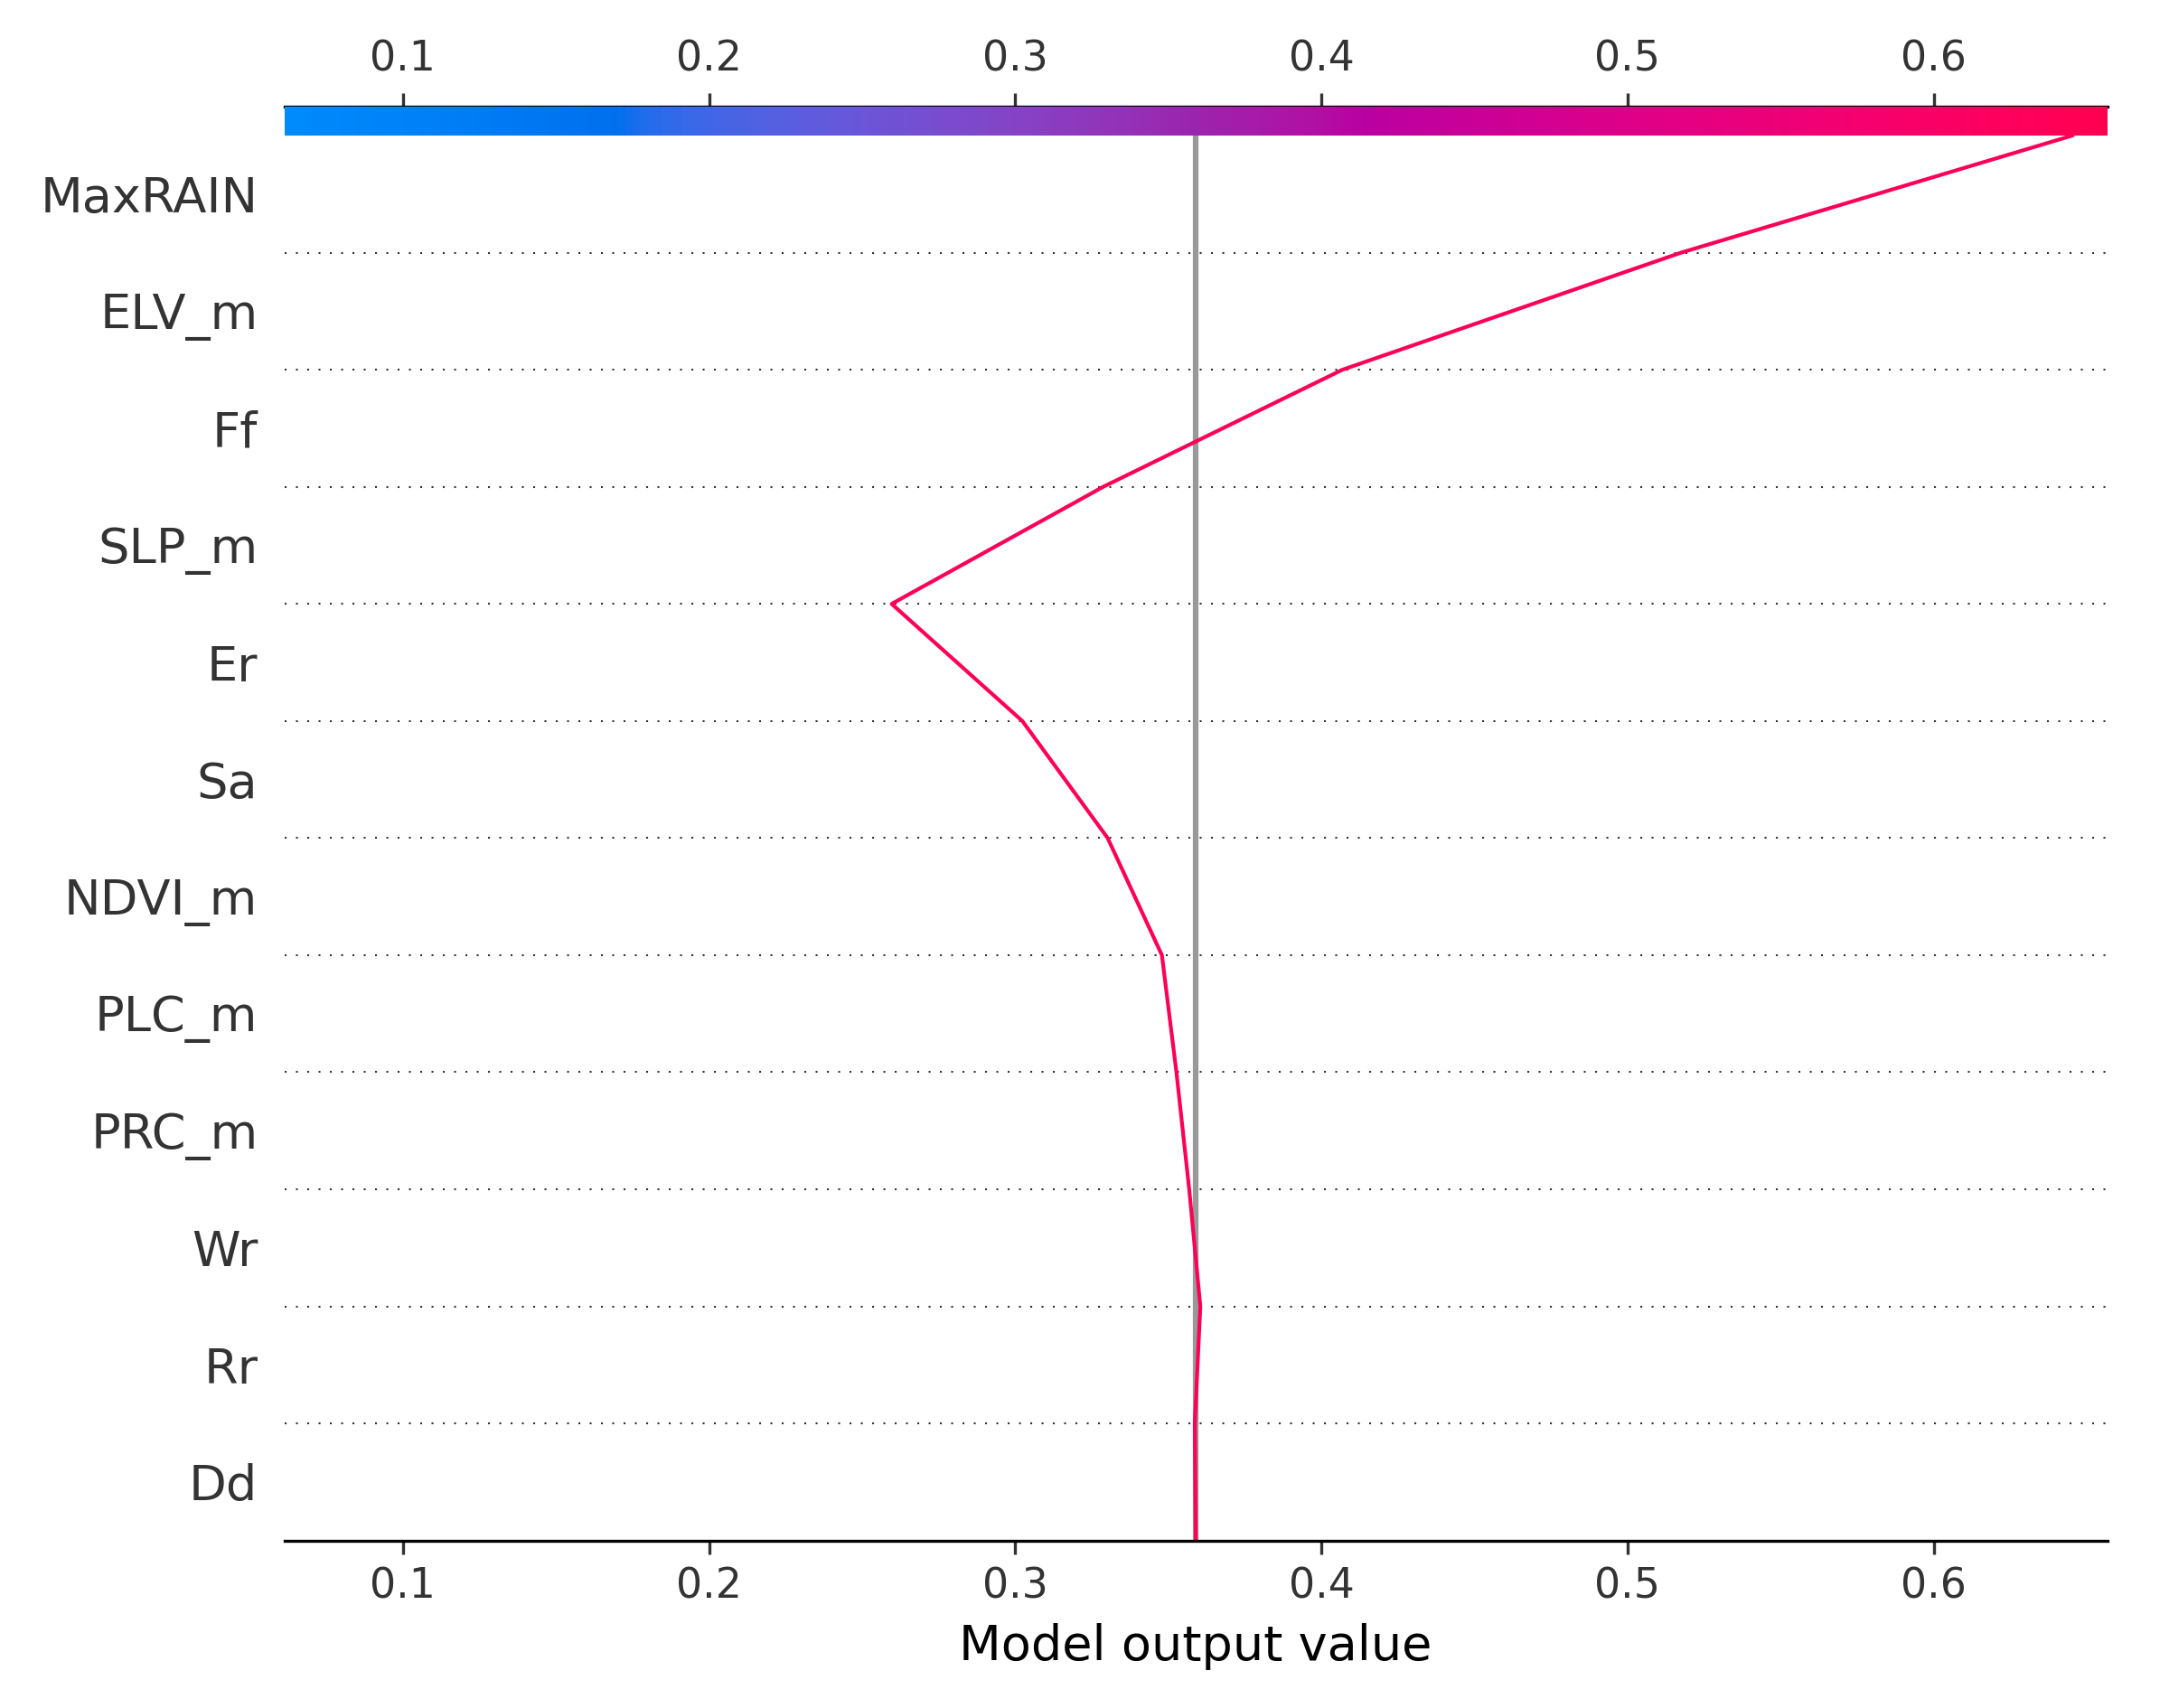 0.1 0.2 0.3 0.4 0.5 0.6
MaxRAIN
ELV_m
Ff
SLP_m
Er
Sa
NDVI_m
PLC_m
PRC_m
Wr
Rr
Dd
0.1 0.2 0.3 0.4 0.5 0.6
Model output value